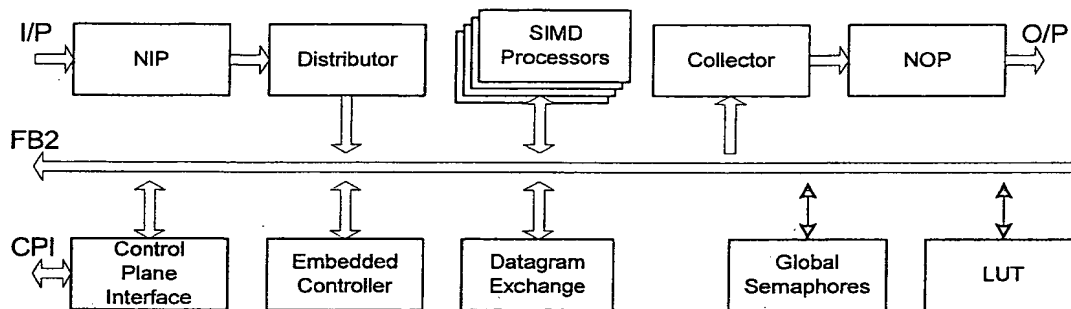 I/P
NIP
Distributor
SIMD
Processors
Collector
NOP
O/P
FB2
CPI
Control
Plane
Interface
Embedded
Controller
Datagram
Exchange
Global
Semaphores
LUT